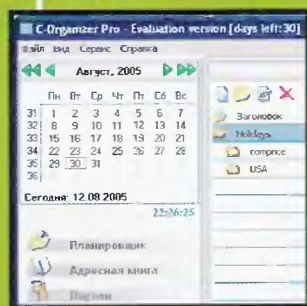 C-Organizer Pro - Evaluation version [days left:30]
Файл Вид Сервис Справка
Август, 2005
Пн Вт Ср Чт Пт Сб Вс
31 1 2 3 4 5 6 7
32 8 9 10 11 12 13 14
33 15 16 17 18 19 20 21
34 22 23 24 25 26 27 28
35 29 30 31
36
Сегодня: 12.08.2005
22:26:25
Планировщик
Адресная книга
Пароли
Заголовок
Holidays
comprice
USA